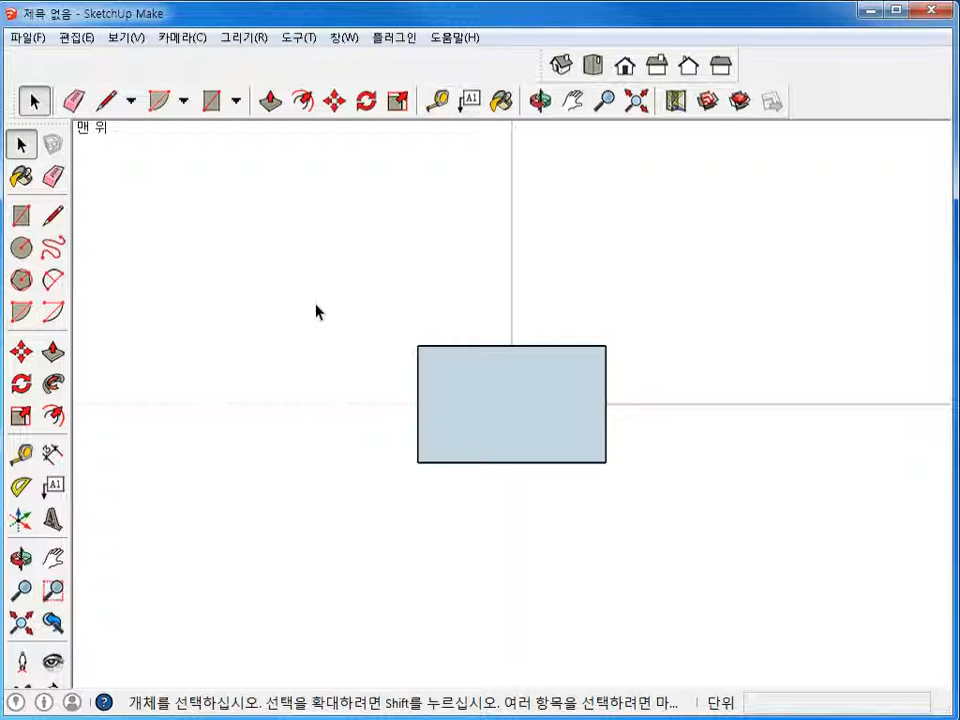 제목 없음 - SketchUp Make
파일(F) 편집(E) 보기(V) 카메라(C) 그리기(R) 도구(T) 창(W) 플러그인 도움말(H)
A1
맨 위
A1
개체를 선택하십시오. 선택을 확대하려면 Shift를 누르십시오. 여러 항목을 선택하려면 마... 단위